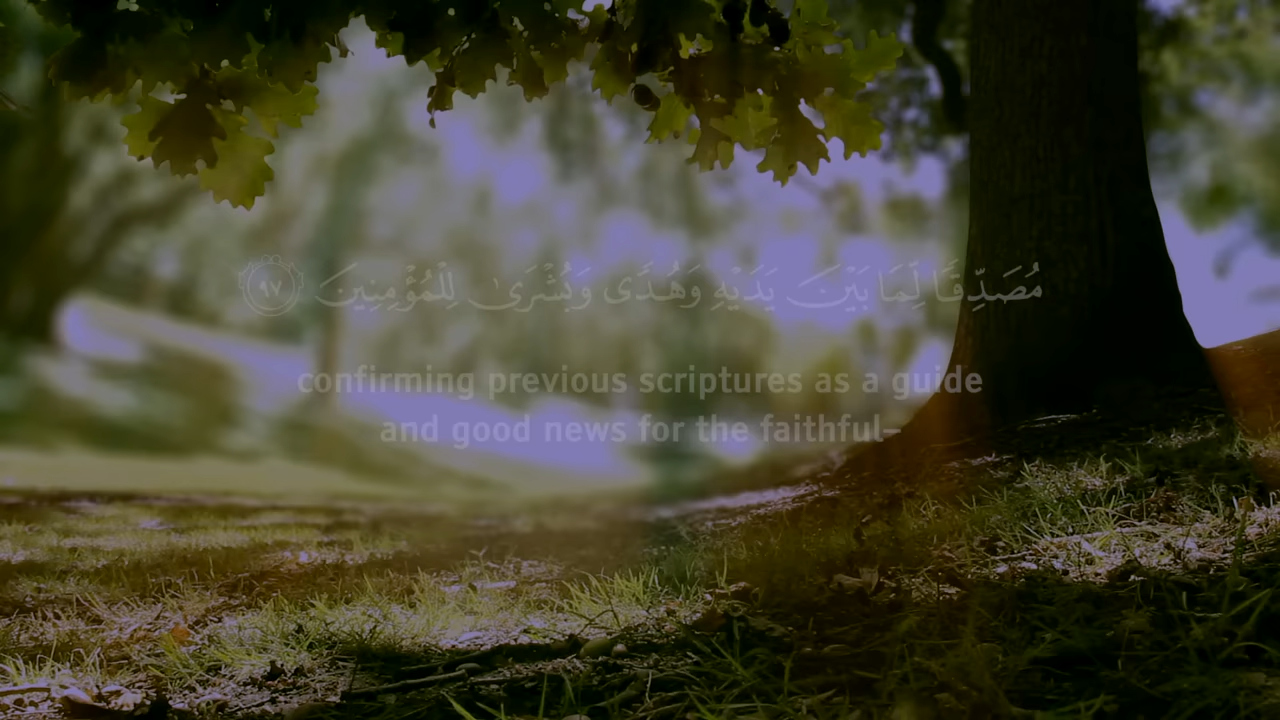 مُصَدِّقًا لِّمَا بَيْنَ يَدَيْهِ وَهُدًى وَبُشْرَىٰ لِلْمُؤْمِنِينَ ٩٧
confirming previous scriptures as a guide
and good news for the faithful—